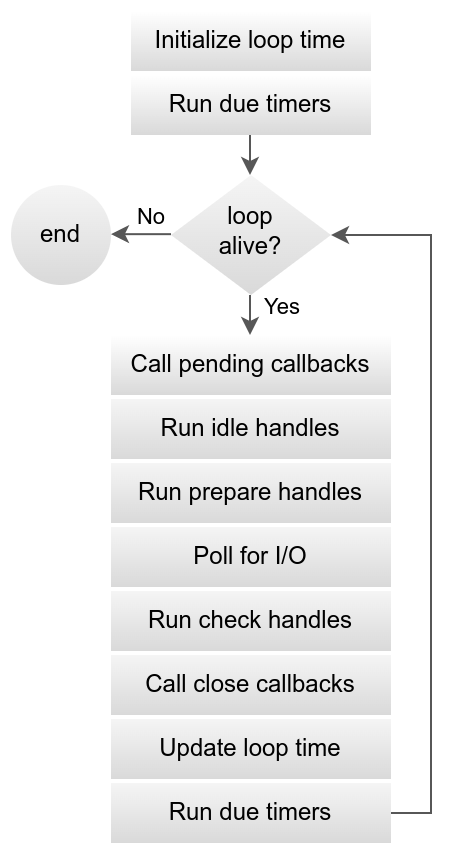 Initialize loop time
Run due timers
loop
alive?
No
end
Yes
Call pending callbacks
Run idle handles
Run prepare handles
Poll for I/O
Run check handles
Call close callbacks
Update loop time
Run due timers